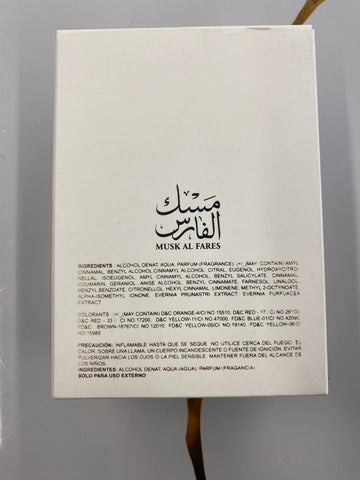 مسك
الفارس
MUSK AL FARES
INGREDIENTS: ALCOHOL DENAT. AQUA, PARFUM (FRAGRANCE) (+/-)(MAY CONTAIN) AMYL
CINNAMAL, BENZYL ALCOHOL CINNAMYL ALCOHOL CITRAL EUGENOL, HYDROXYCITRO-
NELLAL, ISOEUGENOL. AMYL CINNAMYL ALCOHOL BENZYL SALICYLATE. CINNAMAL
COUMARIN, GERANIOL ANISE ALCOHOL BENZYL CINNAMATE, FARNESOL LINALOOL
BENZYL BENZOATE CITRONELLOL, HEXYL CINNAMAL LIMONENE METHYL 2-OCTYNOATE,
ALPHA-ISOMETHYL IONONE. EVERNIA PRUNASTRI EXTRACT. EVERNIA FURFURACEA
EXTRACT
COLORANTS (+/-)(MAY CONTAIN D&C ORANGE-4/CI NO 15510, D&C RED - 17 / CI NO 26100
D&C RED - 33 / CI NO 17200, D&C YELLOW-11/CI NO 47000, FD&C BLUE-01/CI NO 42090
D&C BROWN-16767/CI NO 12010, FD&C YELLOW-05/CI NO 19140. FD&C YELLOW-06/CI
NO 15985
PRECAUCIÓN: INFLAMABLE HASTA QUE SE SEQUE. NO UTILICE CERCA DEL FUEGO. EL
CALOR. SOBRE UNA LLAMA. UN CUERPO INCANDESCENTE O FUENTE DE IGNICIÓN. EVITAR
PULVERIZAR HACIA LOS OJOS O LA PIEL SENSIBLE. MANTENER FUERA DEL ALCANCE DE
LOS NIÑOS.
INGREDIENTES: ALCOHOL DENAT AQUA (AQUA), PARFUM (FRAGANCIA)
SÓLO PARA USO EXTERNO